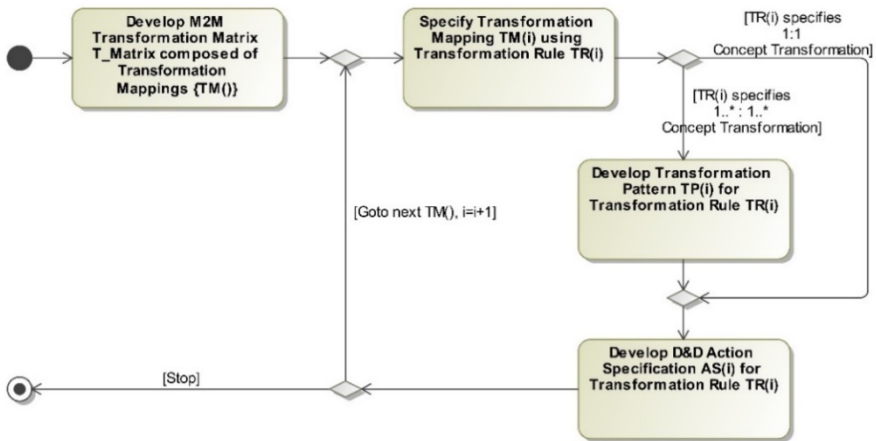 Develop M2M
Transformation Matrix
T_Matrix composed of
Transformation
Mappings {TM()}
Specify Transformation
Mapping TM(i) using
Transformation Rule TR(i)
[TR(i) specifies
1:1
Concept Transformation]
[TR(i) specifies
1..* : 1..*
Concept Transformation]
Develop Transformation
Pattern TP(i) for
Transformation Rule TR(i)
[Goto next TM(), i=i+1]
Develop D&D Action
Specification AS(i) for
Transformation Rule TR(i)
[Stop]